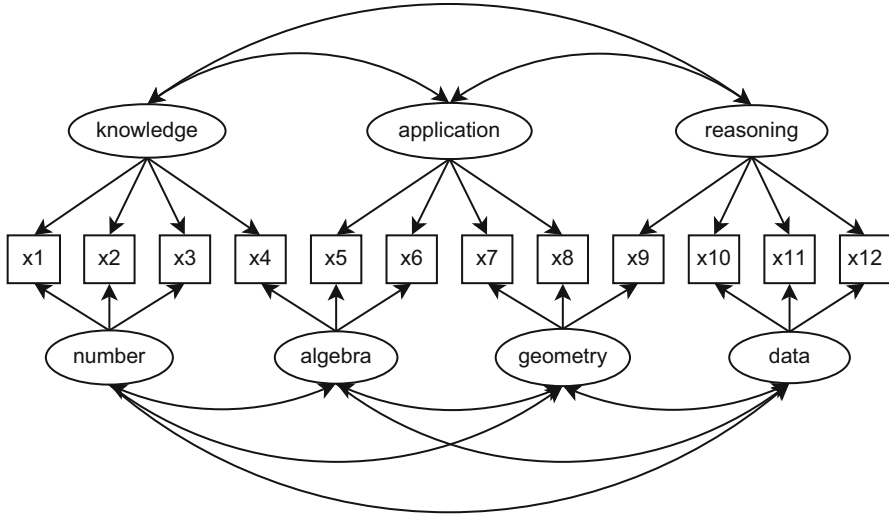 knowledge application reasoning
x1 x2 x3 x4 x5 x6 x7 x8 x9 x10 x11 x12
number algebra geometry data